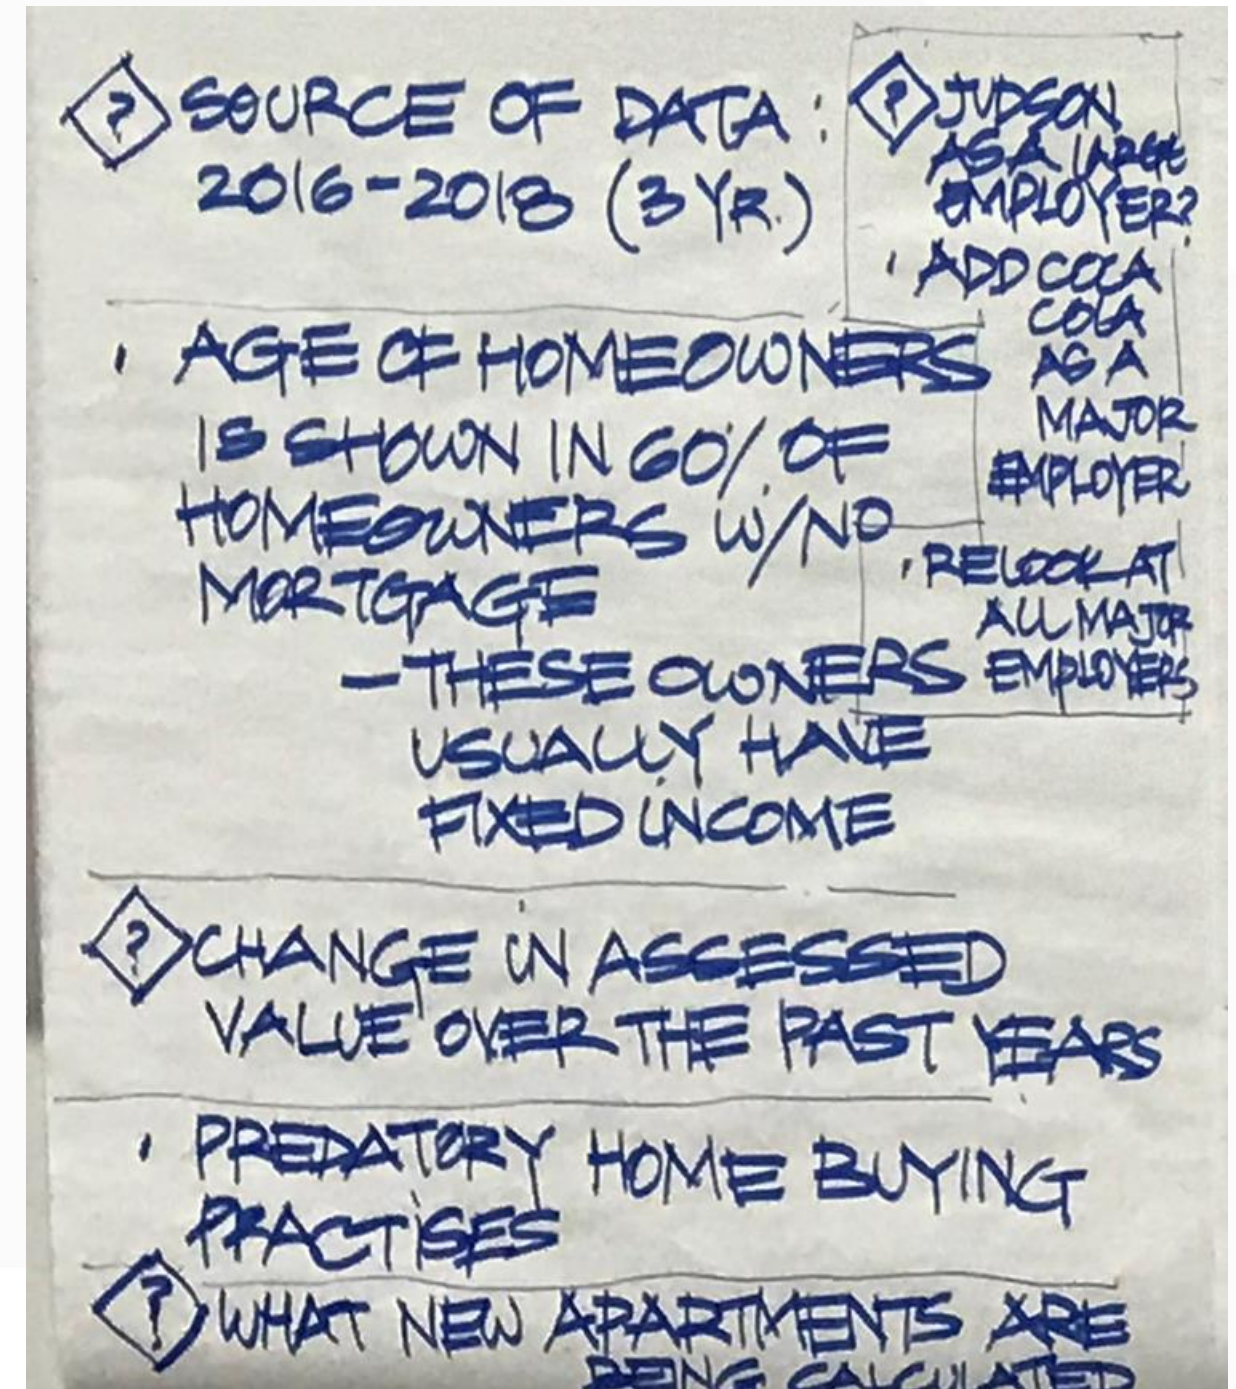 ? SOURCE OF DATA:
2016-2018 (3 YR.)
' AGE OF HOMEOWNERS
IS SHOWN IN 60% OF
HOMEOWNERS W/NO
MORTGAGE
— THESE OWNERS
USUALLY HAVE
FIXED INCOME
? CHANGE IN ASSESSED
VALUE OVER THE PAST YEARS
' PREDATORY HOME BUYING
PRACTISES
? WHAT NEW APARTMENTS ARE
BEING CALCULATED
? JUDSON
AS A LARGE
EMPLOYER?
' ADD COCA
COLA
AS A
MAJOR
EMPLOYER
' RELOOK AT
ALL MAJOR
EMPLOYERS